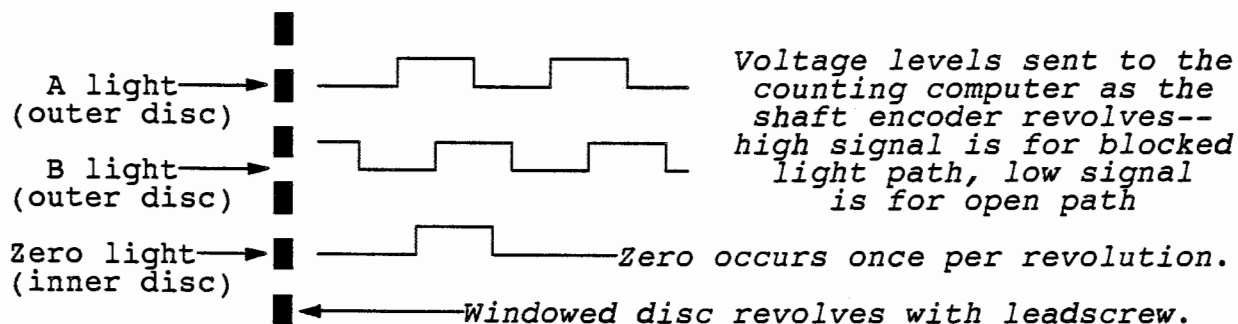 A light
(outer disc)
B light
(outer disc)
Zero light
(inner disc)
Voltage levels sent to the
counting computer as the
shaft encoder revolves--
high signal is for blocked
light path, low signal
is for open path
Zero occurs once per revolution.
Windowed disc revolves with leadscrew.